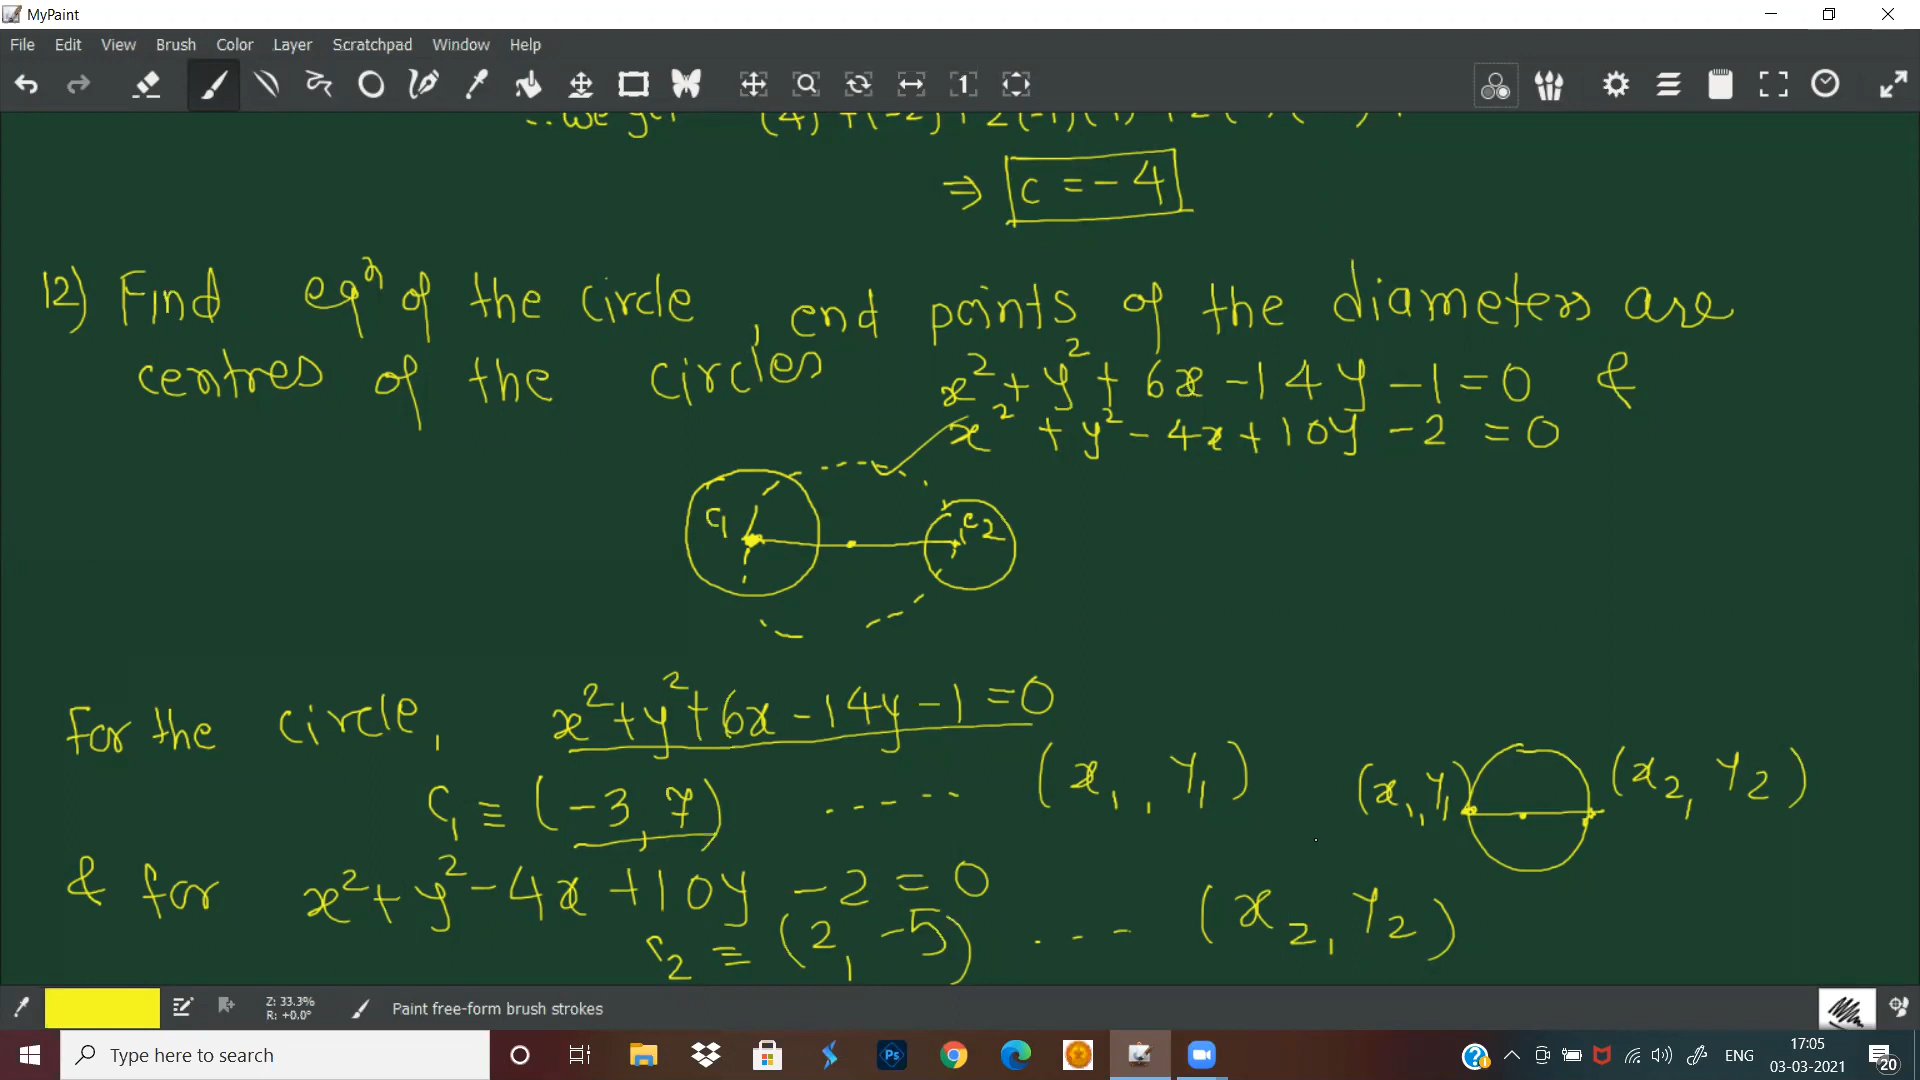 MyPaint
File Edit View Brush Color Layer Scratchpad Window Help
∴ we get (4)
⇒ c = -4
12) Find eqⁿ of the circle, end points of the diameters are
centres of the circles x² + y² + 6x - 14y - 1 = 0 &
x² + y² - 4x + 10y - 2 = 0
C₁ C₂
For the circle, x² + y² + 6x - 14y - 1 = 0
C₁ ≡ (-3, 7) ------ (x₁, y₁) (x₁, y₁) (x₂, y₂)
& for x² + y² - 4x + 10y - 2 = 0
C₂ ≡ (2, -5) --- (x₂, y₂)
Z: 33.3%
R: +0.0°
Paint free-form brush strokes
Type here to search
ENG
17:05
03-03-2021
20